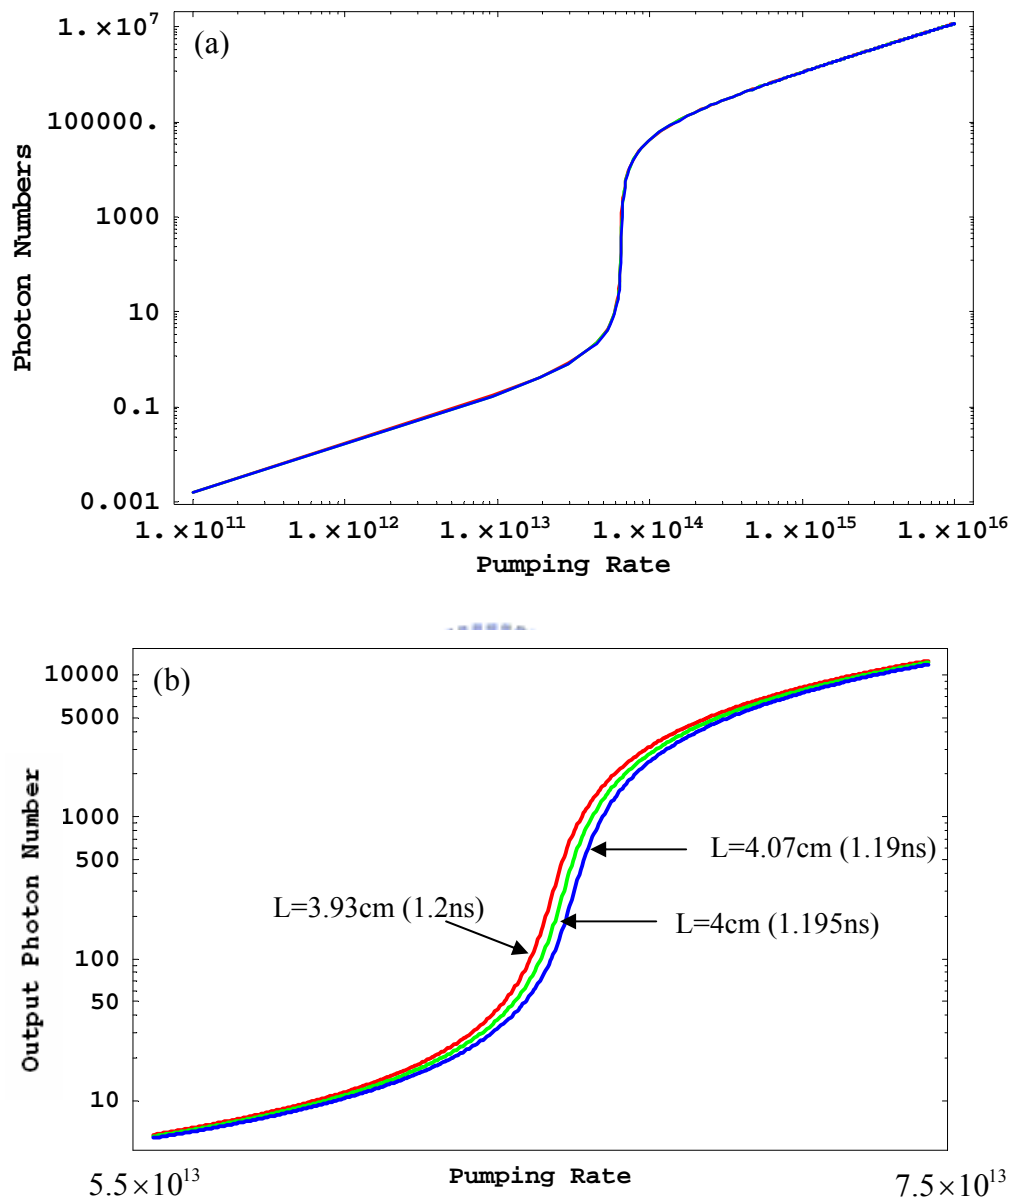 (a)
1.×10⁷
100000.
1000
10
0.1
0.001
Photon Numbers
1.×10¹¹ 1.×10¹² 1.×10¹³ 1.×10¹⁴ 1.×10¹⁵ 1.×10¹⁶
Pumping Rate
(b)
10000
5000
1000
500
100
50
10
Output Photon Number
L=4.07cm (1.19ns)
L=3.93cm (1.2ns)
L=4cm (1.195ns)
5.5×10¹³ Pumping Rate 7.5×10¹³